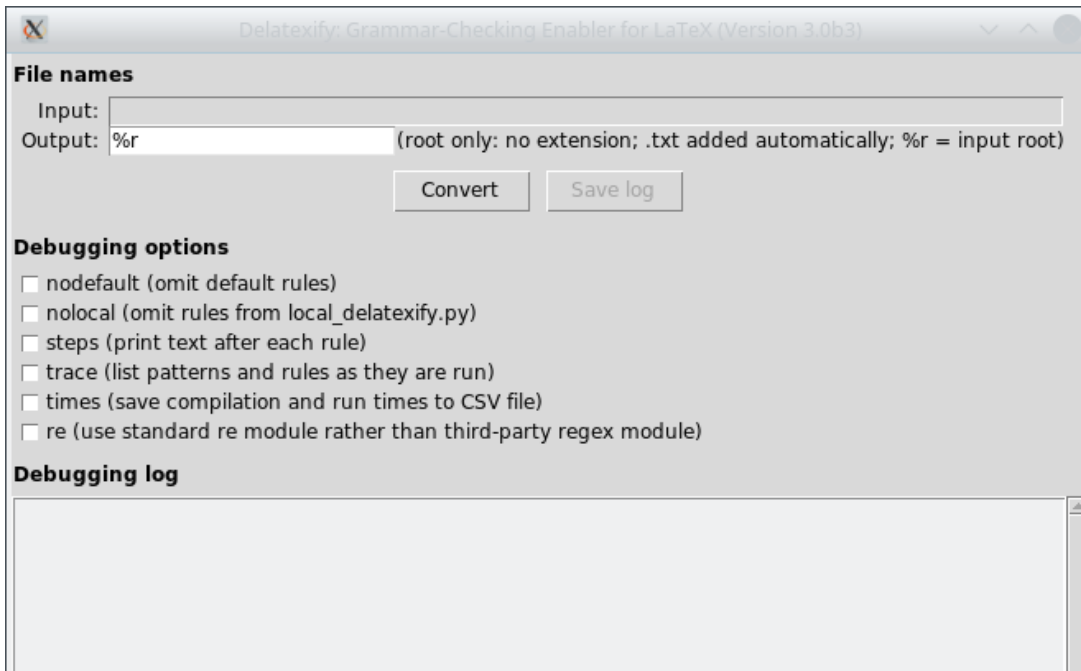 Delatexify: Grammar-Checking Enabler for LaTeX (Version 3.0b3)
File names
Input:
Output: %r (root only: no extension; .txt added automatically; %r = input root)
Convert Save log
Debugging options
nodefault (omit default rules)
nolocal (omit rules from local_delatexify.py)
steps (print text after each rule)
trace (list patterns and rules as they are run)
times (save compilation and run times to CSV file)
re (use standard re module rather than third-party regex module)
Debugging log